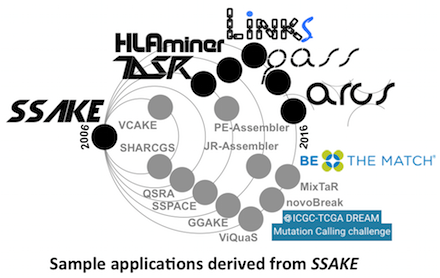 LINKS
HLAminer
TASR
gass
arcs
SSAKE
2006
VCAKE
SHARCGS
PE-Assembler
JR-Assembler
2016
BE THE MATCH®
QSRA
SSPACE
GGAKE
ViQuaS
MixTaR
novoBreak
ICGC-TCGA DREAM
Mutation Calling challenge
Sample applications derived from SSAKE